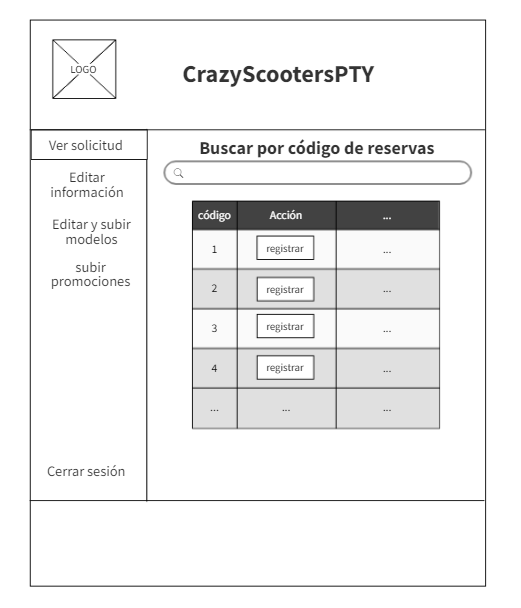 LOGO
CrazyScootersPTY
Ver solicitud
Editar
información
Editar y subir
modelos
subir
promociones
Cerrar sesión
Buscar por código de reservas
código Acción ...
1 registrar ...
2 registrar ...
3 registrar ...
4 registrar ...
... ... ...